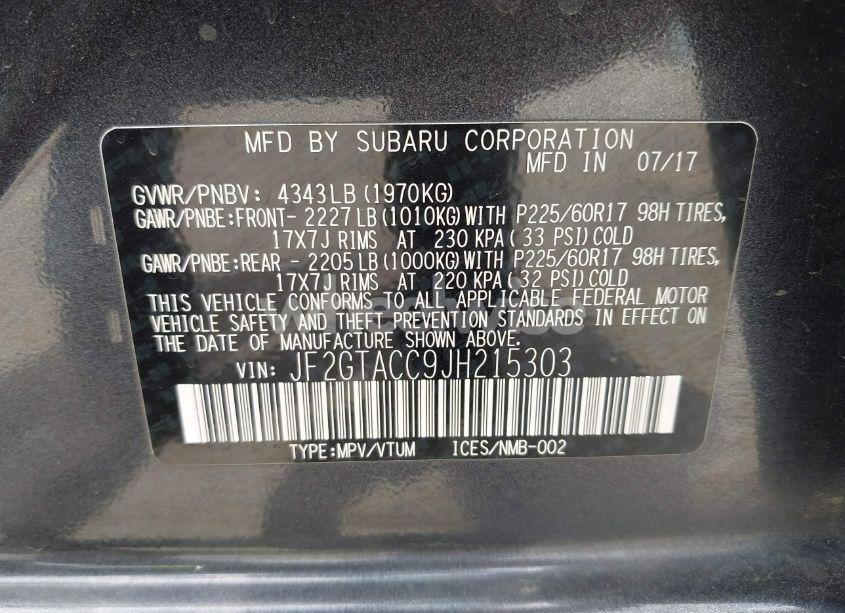 MFD BY SUBARU CORPORATION
MFD IN 07/17
GVWR/PNBV: 4343LB (1970KG)
GAWR/PNBE:FRONT- 2227 LB (1010KG) WITH P225/60R17 98H TIRES,
17X7J RIMS AT 230 KPA( 33 PSI) COLD
GAWR/PNBE:REAR - 2205 LB (1000KG) WITH P225/60R17 98H TIRES,
17X7J RIMS AT 220 KPA( 32 PSI) COLD
THIS VEHICLE CONFORMS TO ALL APPLICABLE FEDERAL MOTOR
VEHICLE SAFETY AND THEFT PREVENTION STANDARDS IN EFFECT ON
THE DATE OF MANUFACTURE SHOWN ABOVE.
VIN: JF2GTACC9JH215303
TYPE:MPV/VTUM ICES/NMB-002